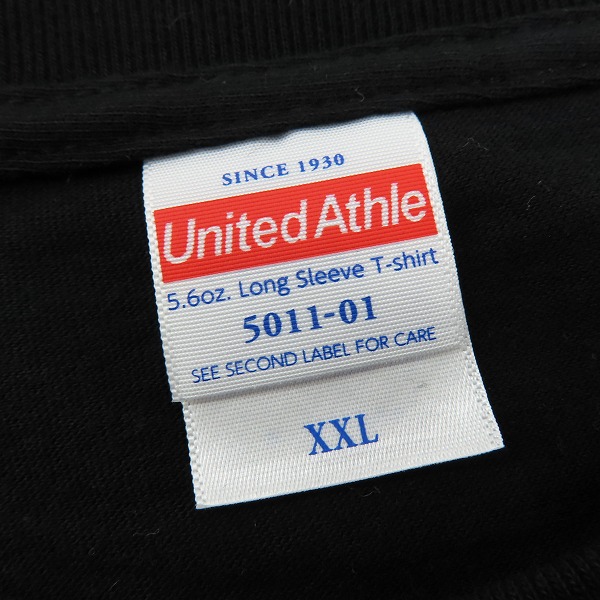 SINCE 1930
United Athle
5.6oz. Long Sleeve T-shirt
5011-01
SEE SECOND LABEL FOR CARE
XXL